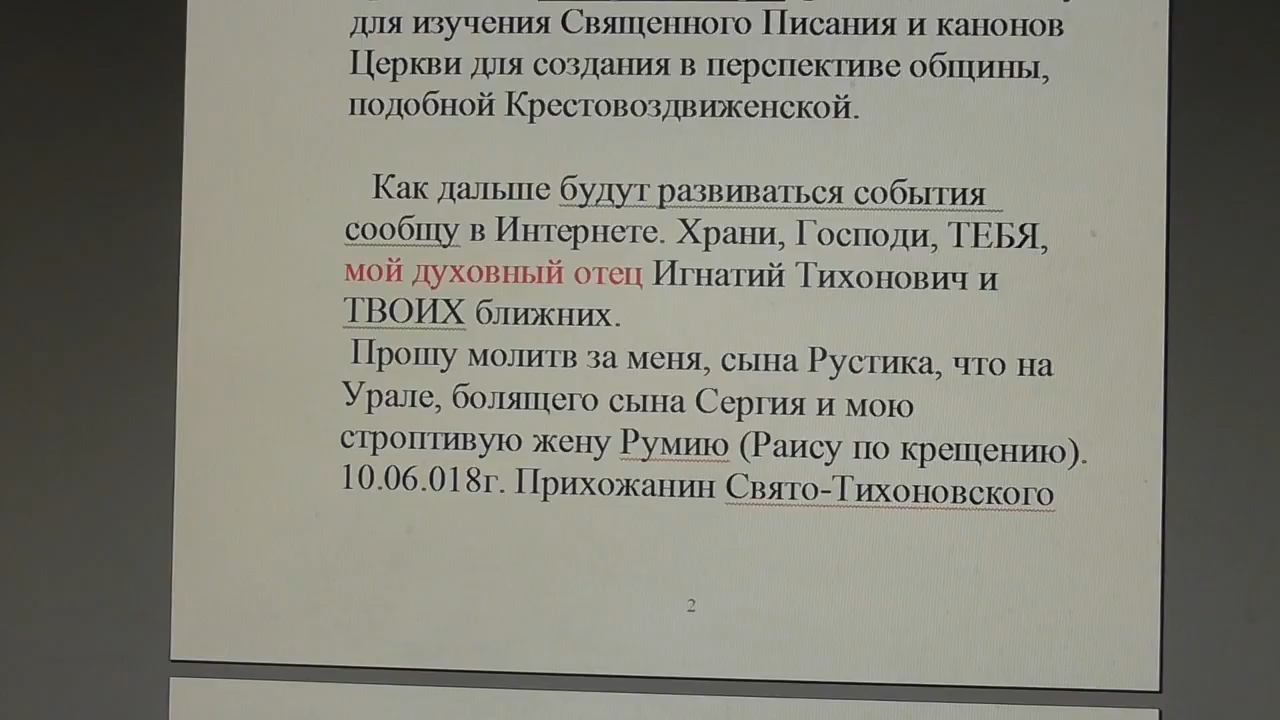 для изучения Священного Писания и канонов
Церкви для создания в перспективе общины,
подобной Крестовоздвиженской.
Как дальше будут развиваться события
сообщу в Интернете. Храни, Господи, ТЕБЯ,
мой духовный отец Игнатий Тихонович и
ТВОИХ ближних.
Прошу молитв за меня, сына Рустика, что на
Урале, болящего сына Сергия и мою
строптивую жену Румию (Раису по крещению).
10.06.018г. Прихожанин Свято-Тихоновского
2